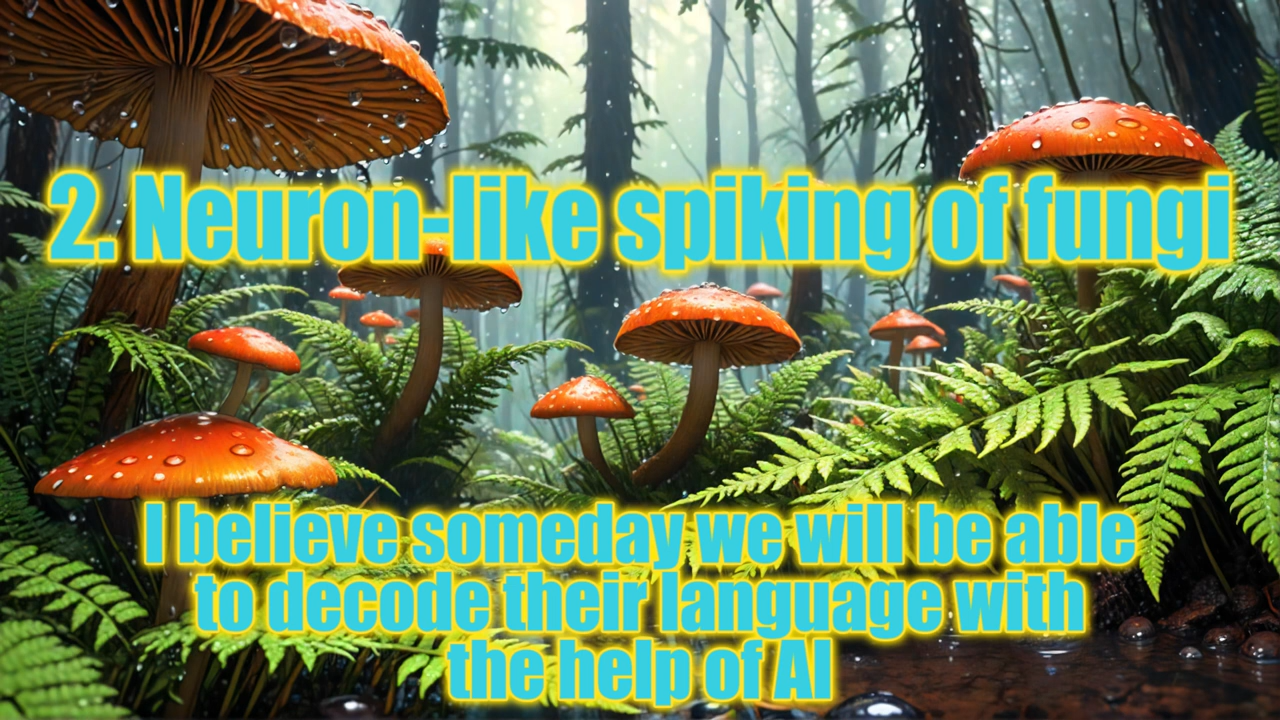 2. Neuron-like spiking of fungi
I believe someday we will be able
to decode their language with
the help of AI